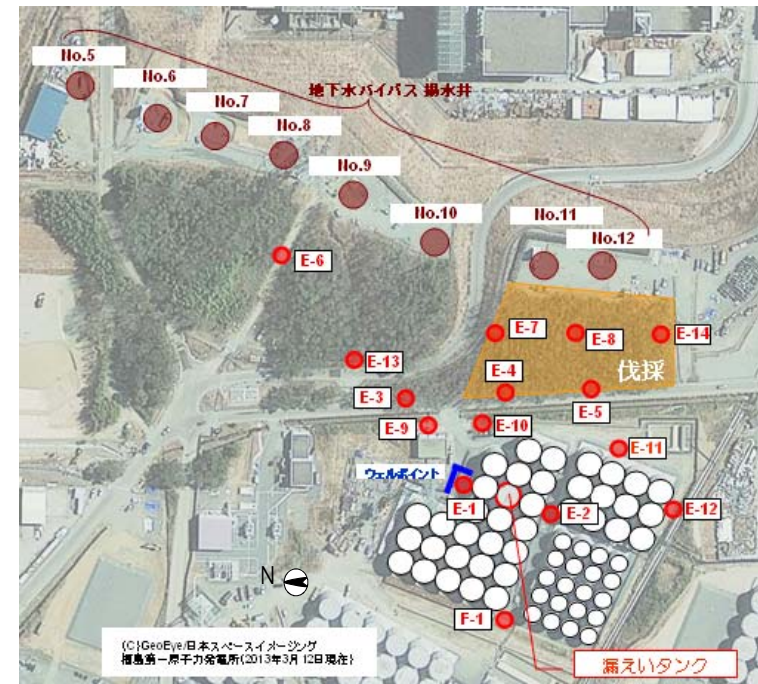 No.5
No.6
No.7
地下水バイパス 揚水井
No.8
No.9
No.10
No.11
No.12
E-6
E-7
E-8
E-14
E-13
伐採
E-4
E-3
E-5
E-9
E-10
E-11
ウェルポイント
E-1
E-2
E-12
N
F-1
(C)GeoEye/日本スペースイメージング
福島第一原子力発電所(2013年3月12日現在)
漏えいタンク